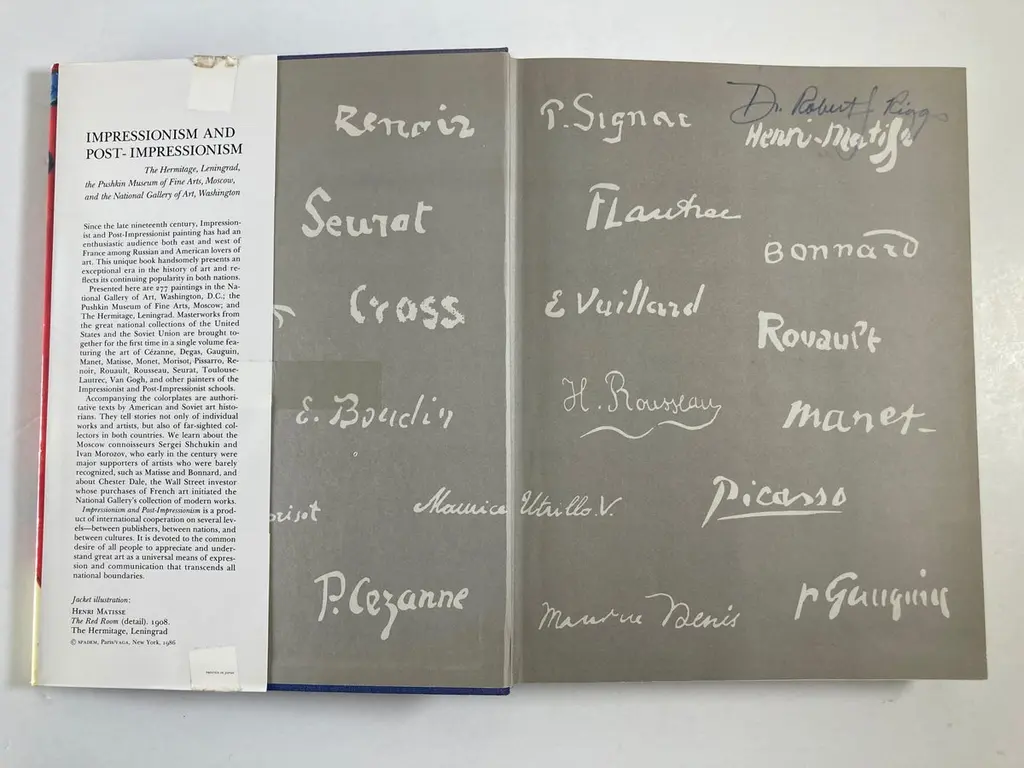 IMPRESSIONISM AND
POST-IMPRESSIONISM
The Hermitage, Leningrad,
the Pushkin Museum of Fine Arts, Moscow,
and the National Gallery of Art, Washington
Since the late nineteenth century, Impression-
ist and Post-Impressionist painting has had an
enthusiastic audience both east and west of
France among Russian and American lovers of
art. This unique book handsomely presents an
exceptional era in the history of art and re-
flects its continuing popularity in both nations.
Presented here are 277 paintings in the Na-
tional Gallery of Art, Washington, D.C.; the
Pushkin Museum of Fine Arts, Moscow; and
The Hermitage, Leningrad. Masterworks from
the great national collections of the United
States and the Soviet Union are brought to-
gether for the first time in a single volume fea-
turing the art of Cézanne, Degas, Gauguin,
Manet, Matisse, Monet, Morisot, Pissarro, Re-
noir, Rouault, Rousseau, Seurat, Toulouse-
Lautrec, Van Gogh, and other painters of the
Impressionist and Post-Impressionist schools.
Accompanying the colorplates are authori-
tative texts by American and Soviet art histo-
rians. They tell stories not only of individual
works and artists, but also of far-sighted col-
lectors in both countries. We learn about the
Moscow connoisseurs Sergei Shchukin and
Ivan Morozov, who early in the century were
major supporters of artists who were barely
recognized, such as Matisse and Bonnard, and
about Chester Dale, the Wall Street investor
whose purchases of French art initiated the
National Gallery's collection of modern works.
Impressionism and Post-Impressionism is a pro-
duct of international cooperation on several lev-
els—between publishers, between nations, and
between cultures. It is devoted to the common
desire of all people to appreciate and under-
stand great art as a universal means of expres-
sion and communication that transcends all
national boundaries.
Jacket illustration:
HENRI MATISSE
The Red Room (detail). 1908.
The Hermitage, Leningrad
© SPADEM, Paris/VAGA, New York, 1986
PRINTED IN JAPAN
Renoir
Seurat
Cross
E. Boudin
orisot
Maurice Utrillo. V.
P. Cezanne
P. Signac
TLautrec
E Vuillard
H. Rousseau
Maurice Denis
Dr. Robert J. Riggs
Henri-Matisse
Bonnard
Rouault
manet
Picasso
P Gauguin